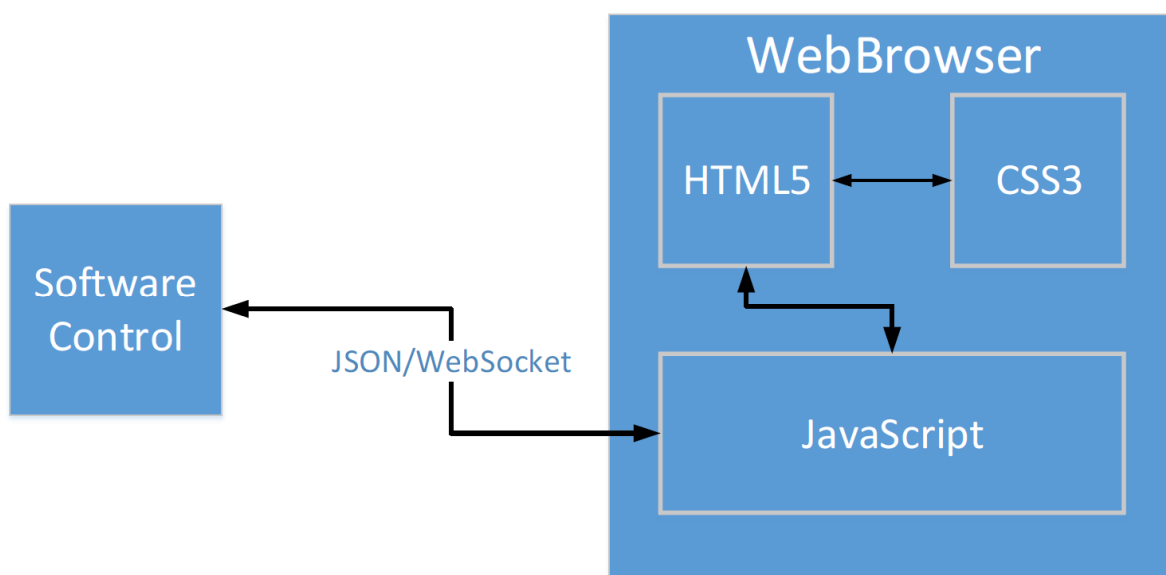 WebBrowser
HTML5
CSS3
Software
Control
JSON/WebSocket
JavaScript